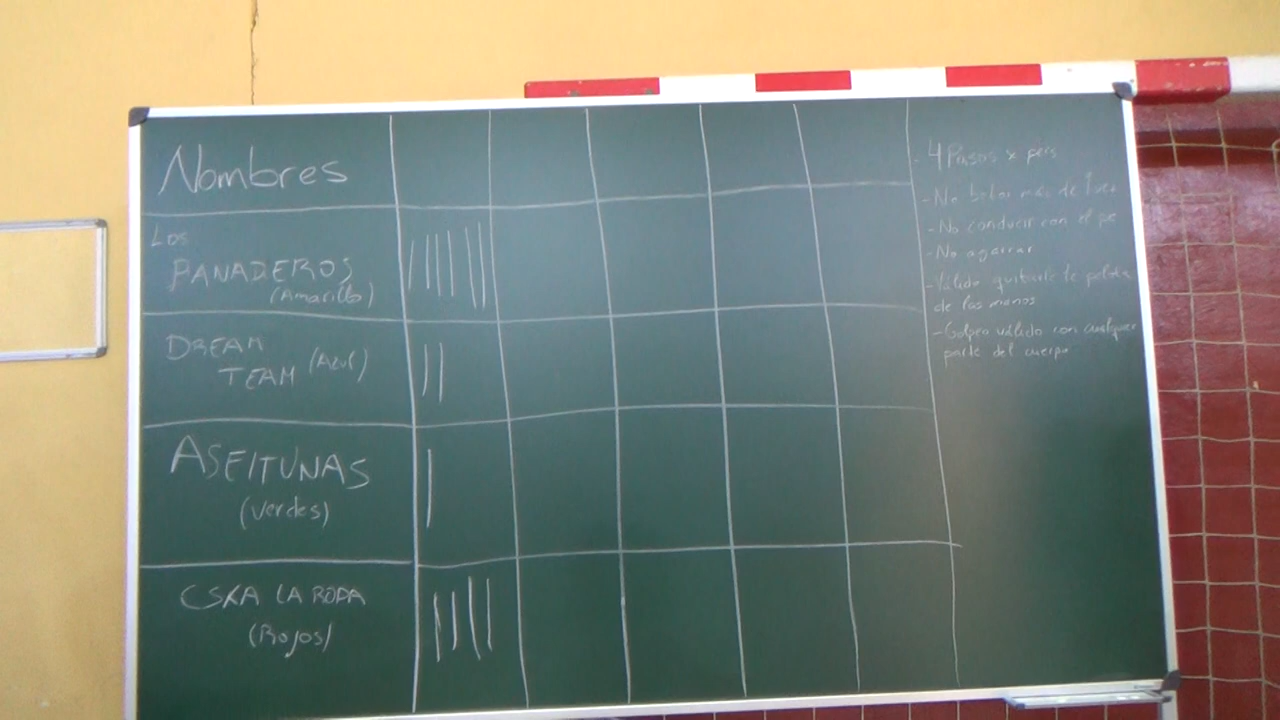 Nombres
Los
PANADEROS
(Amarillo)
DREAM
TEAM (Azul)
ASEITUNAS
(Verdes)
CSKA LA ROPA
(Rojos)
- 4 Pasos x pers
- No botar más de 1 vez
- No conducir con el pe
- No agarrar
- Válido quitarle la pelota
de las manos
- Golpeo válido con cualquier
parte del cuerpo